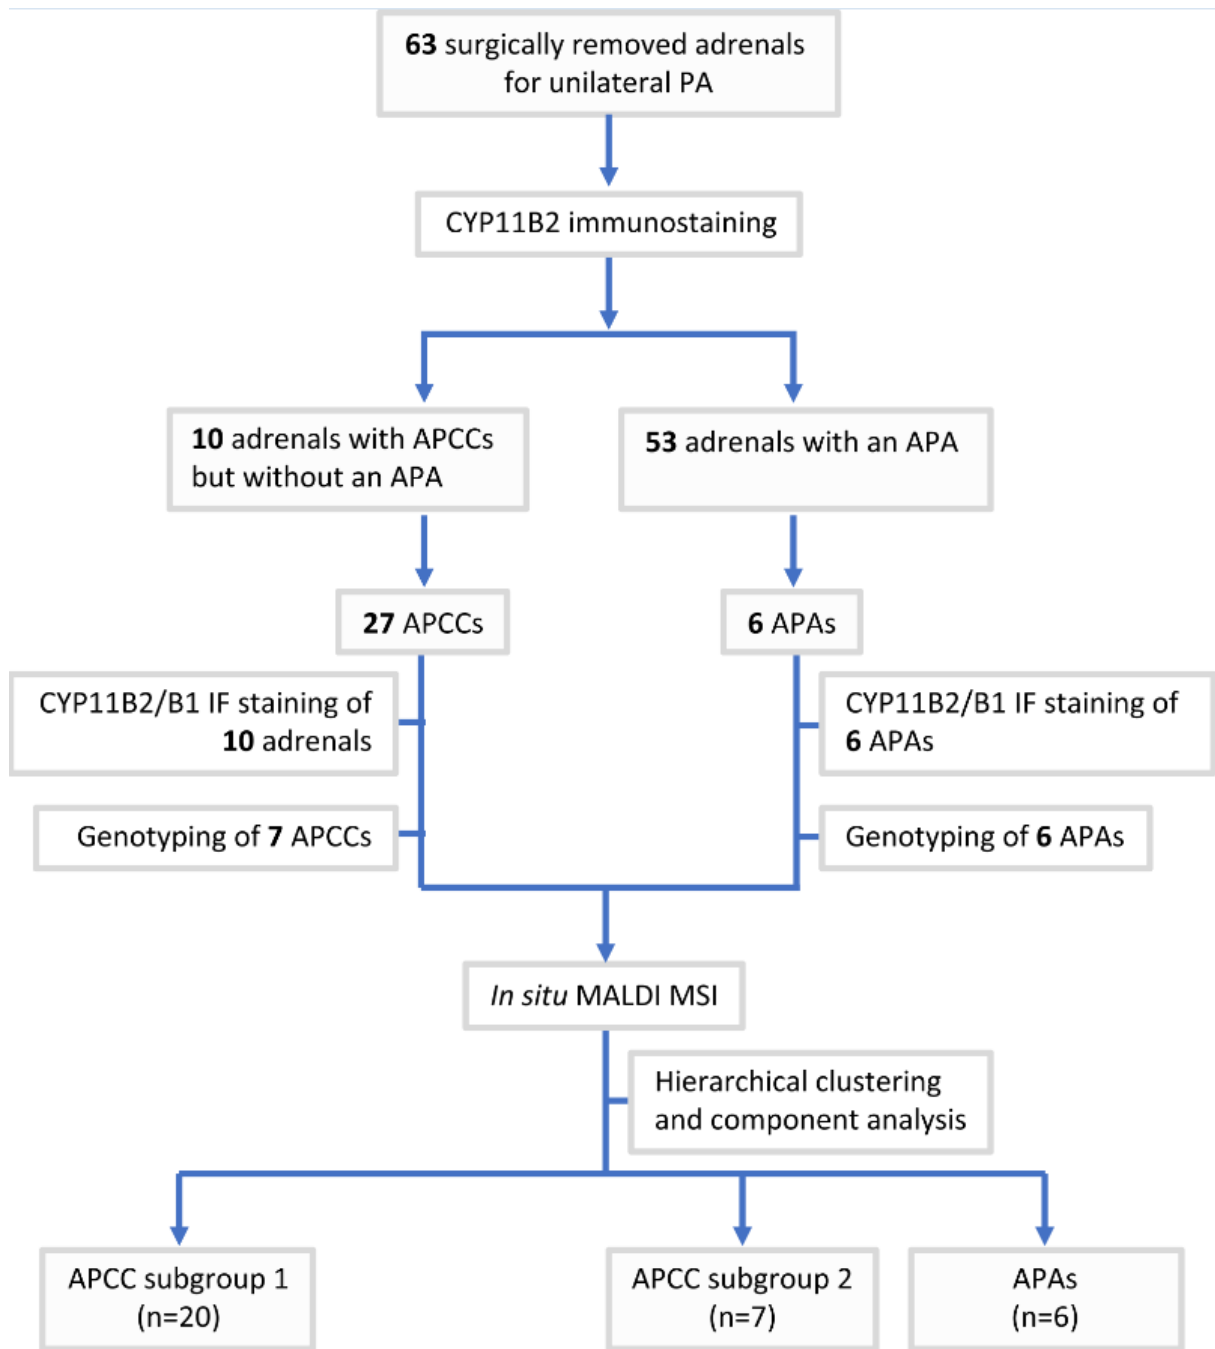 63 surgically removed adrenals
for unilateral PA
CYP11B2 immunostaining
10 adrenals with APCCs
but without an APA
53 adrenals with an APA
27 APCCs
6 APAs
CYP11B2/B1 IF staining of
10 adrenals
CYP11B2/B1 IF staining of
6 APAs
Genotyping of 7 APCCs
Genotyping of 6 APAs
In situ MALDI MSI
Hierarchical clustering
and component analysis
APCC subgroup 1
(n=20)
APCC subgroup 2
(n=7)
APAs
(n=6)